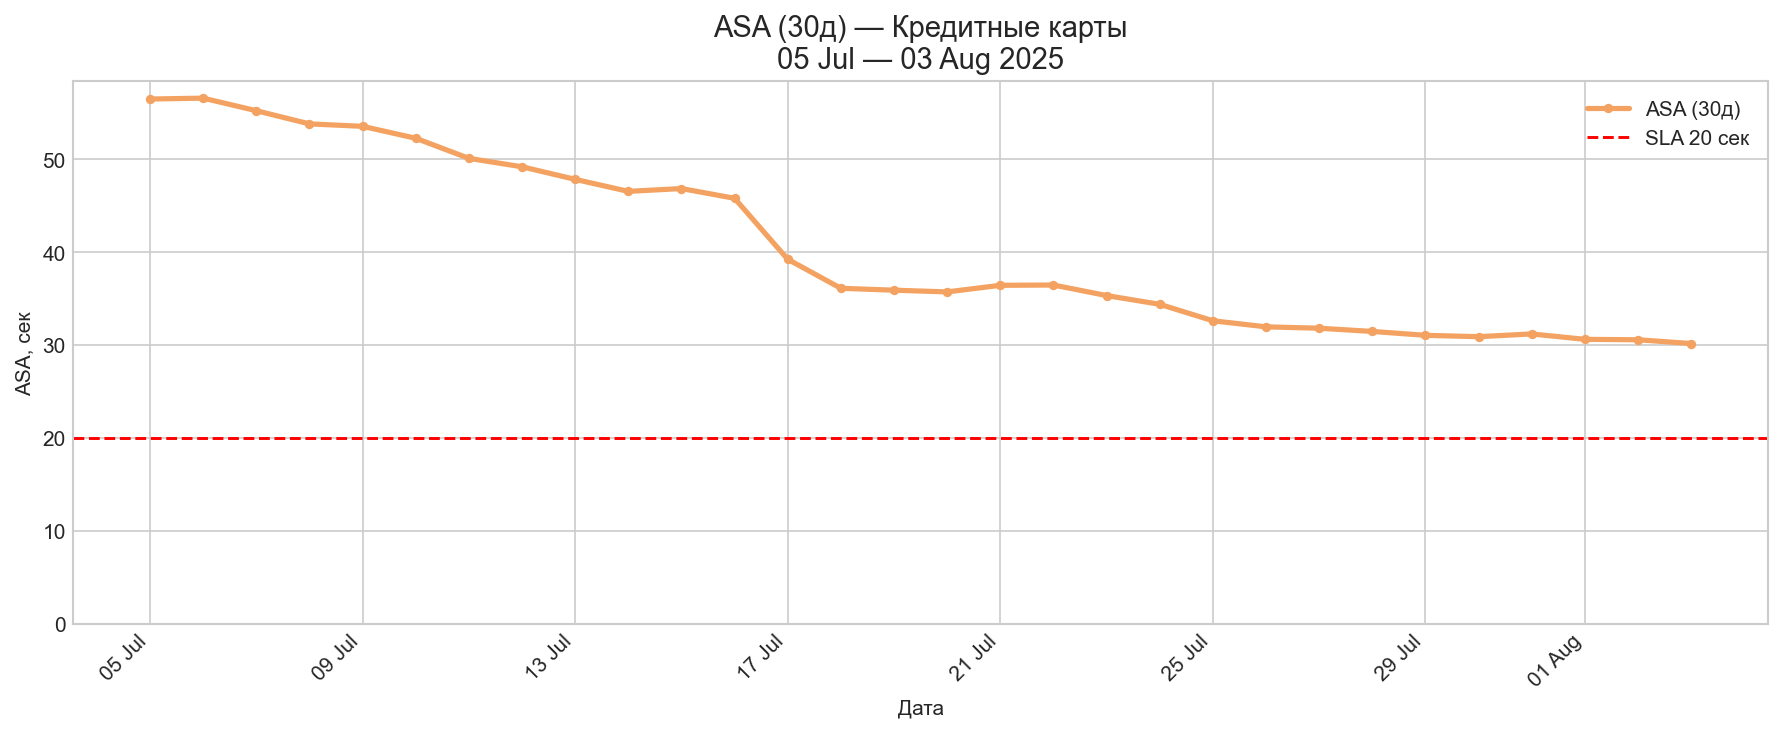 ASA (30д) — Кредитные карты
05 Jul — 03 Aug 2025
ASA (30д)
SLA 20 сек
ASA, сек
50
40
30
20
10
0
05 Jul
09 Jul
13 Jul
17 Jul
21 Jul
25 Jul
29 Jul
01 Aug
Дата